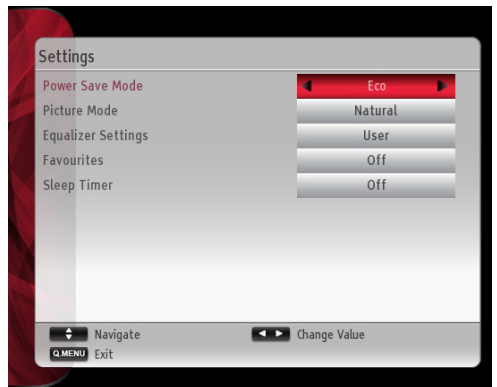 Settings
Power Save Mode Eco
Picture Mode Natural
Equalizer Settings User
Favourites Off
Sleep Timer Off
Navigate Change Value
Q.MENU Exit